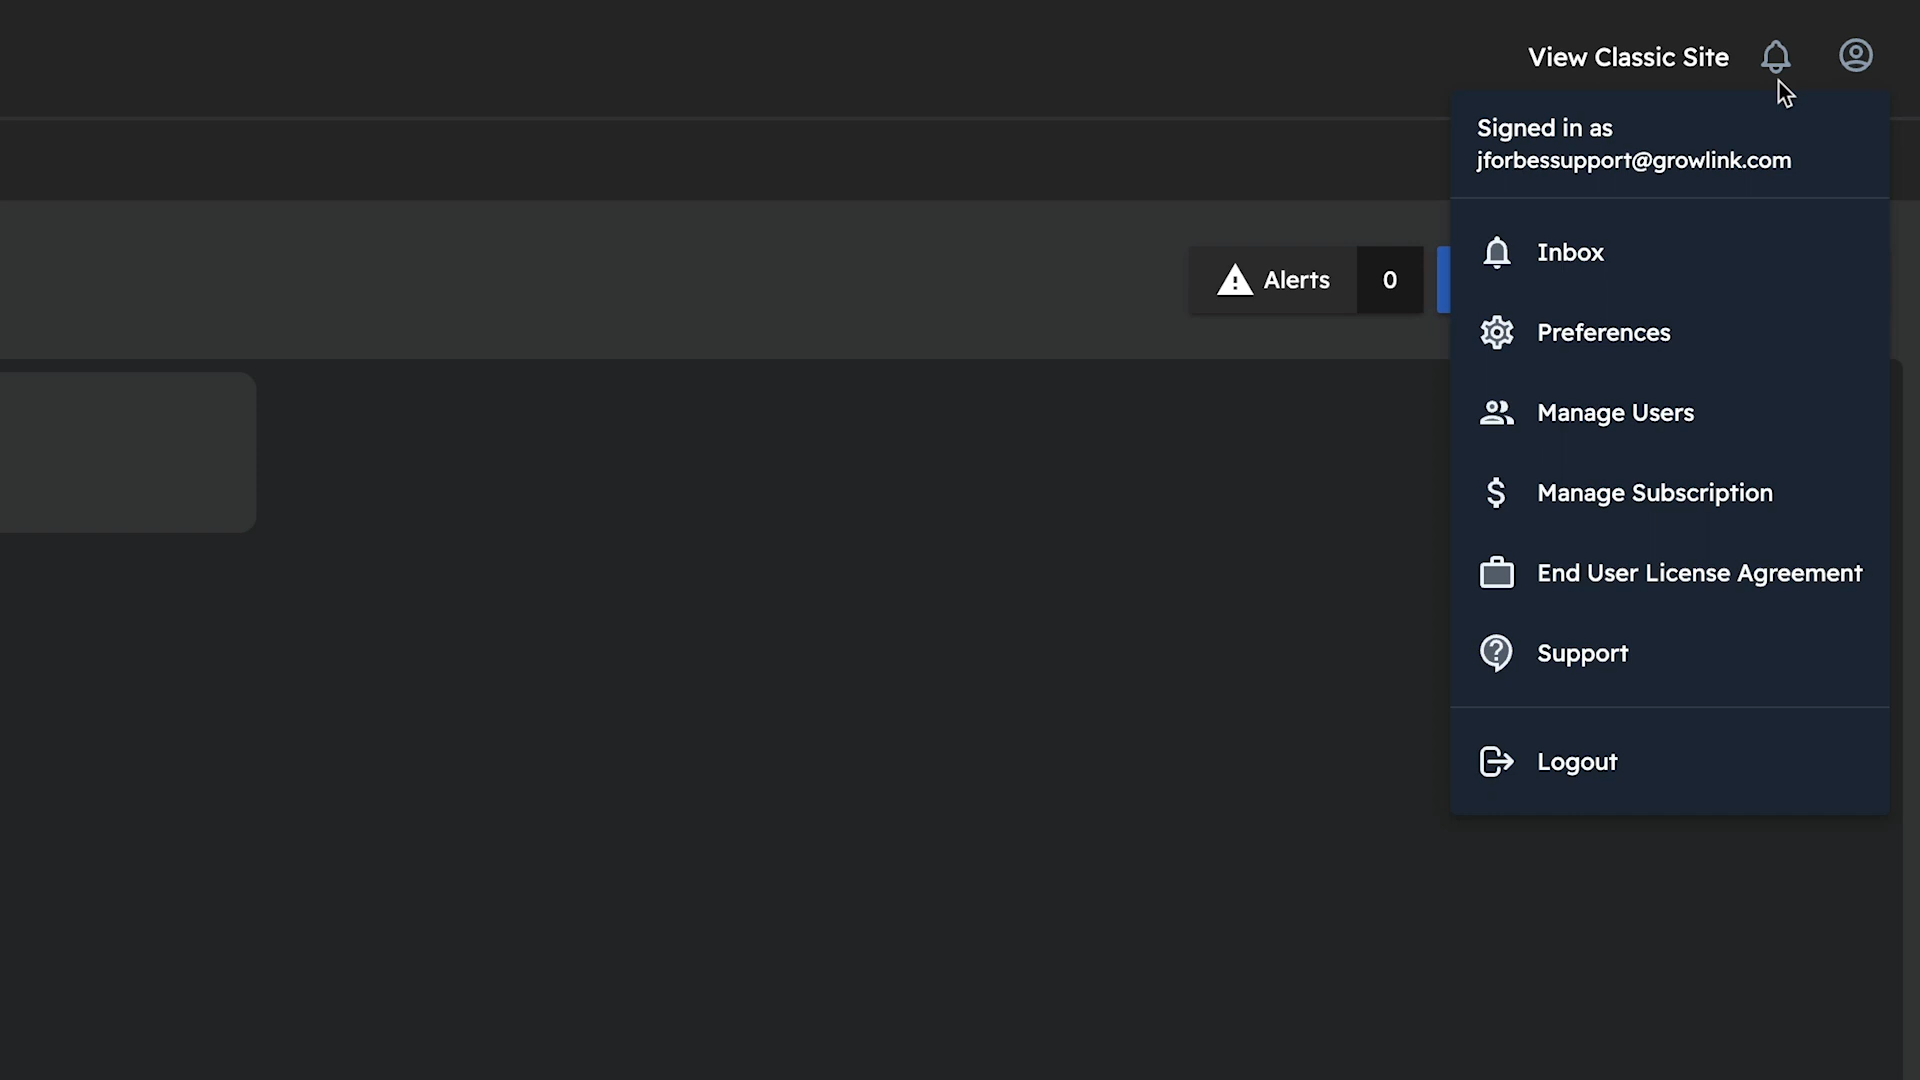 View Classic Site
Signed in as
jforbessupport@growlink.com
Alerts 0
Inbox
Preferences
Manage Users
Manage Subscription
End User License Agreement
Support
Logout